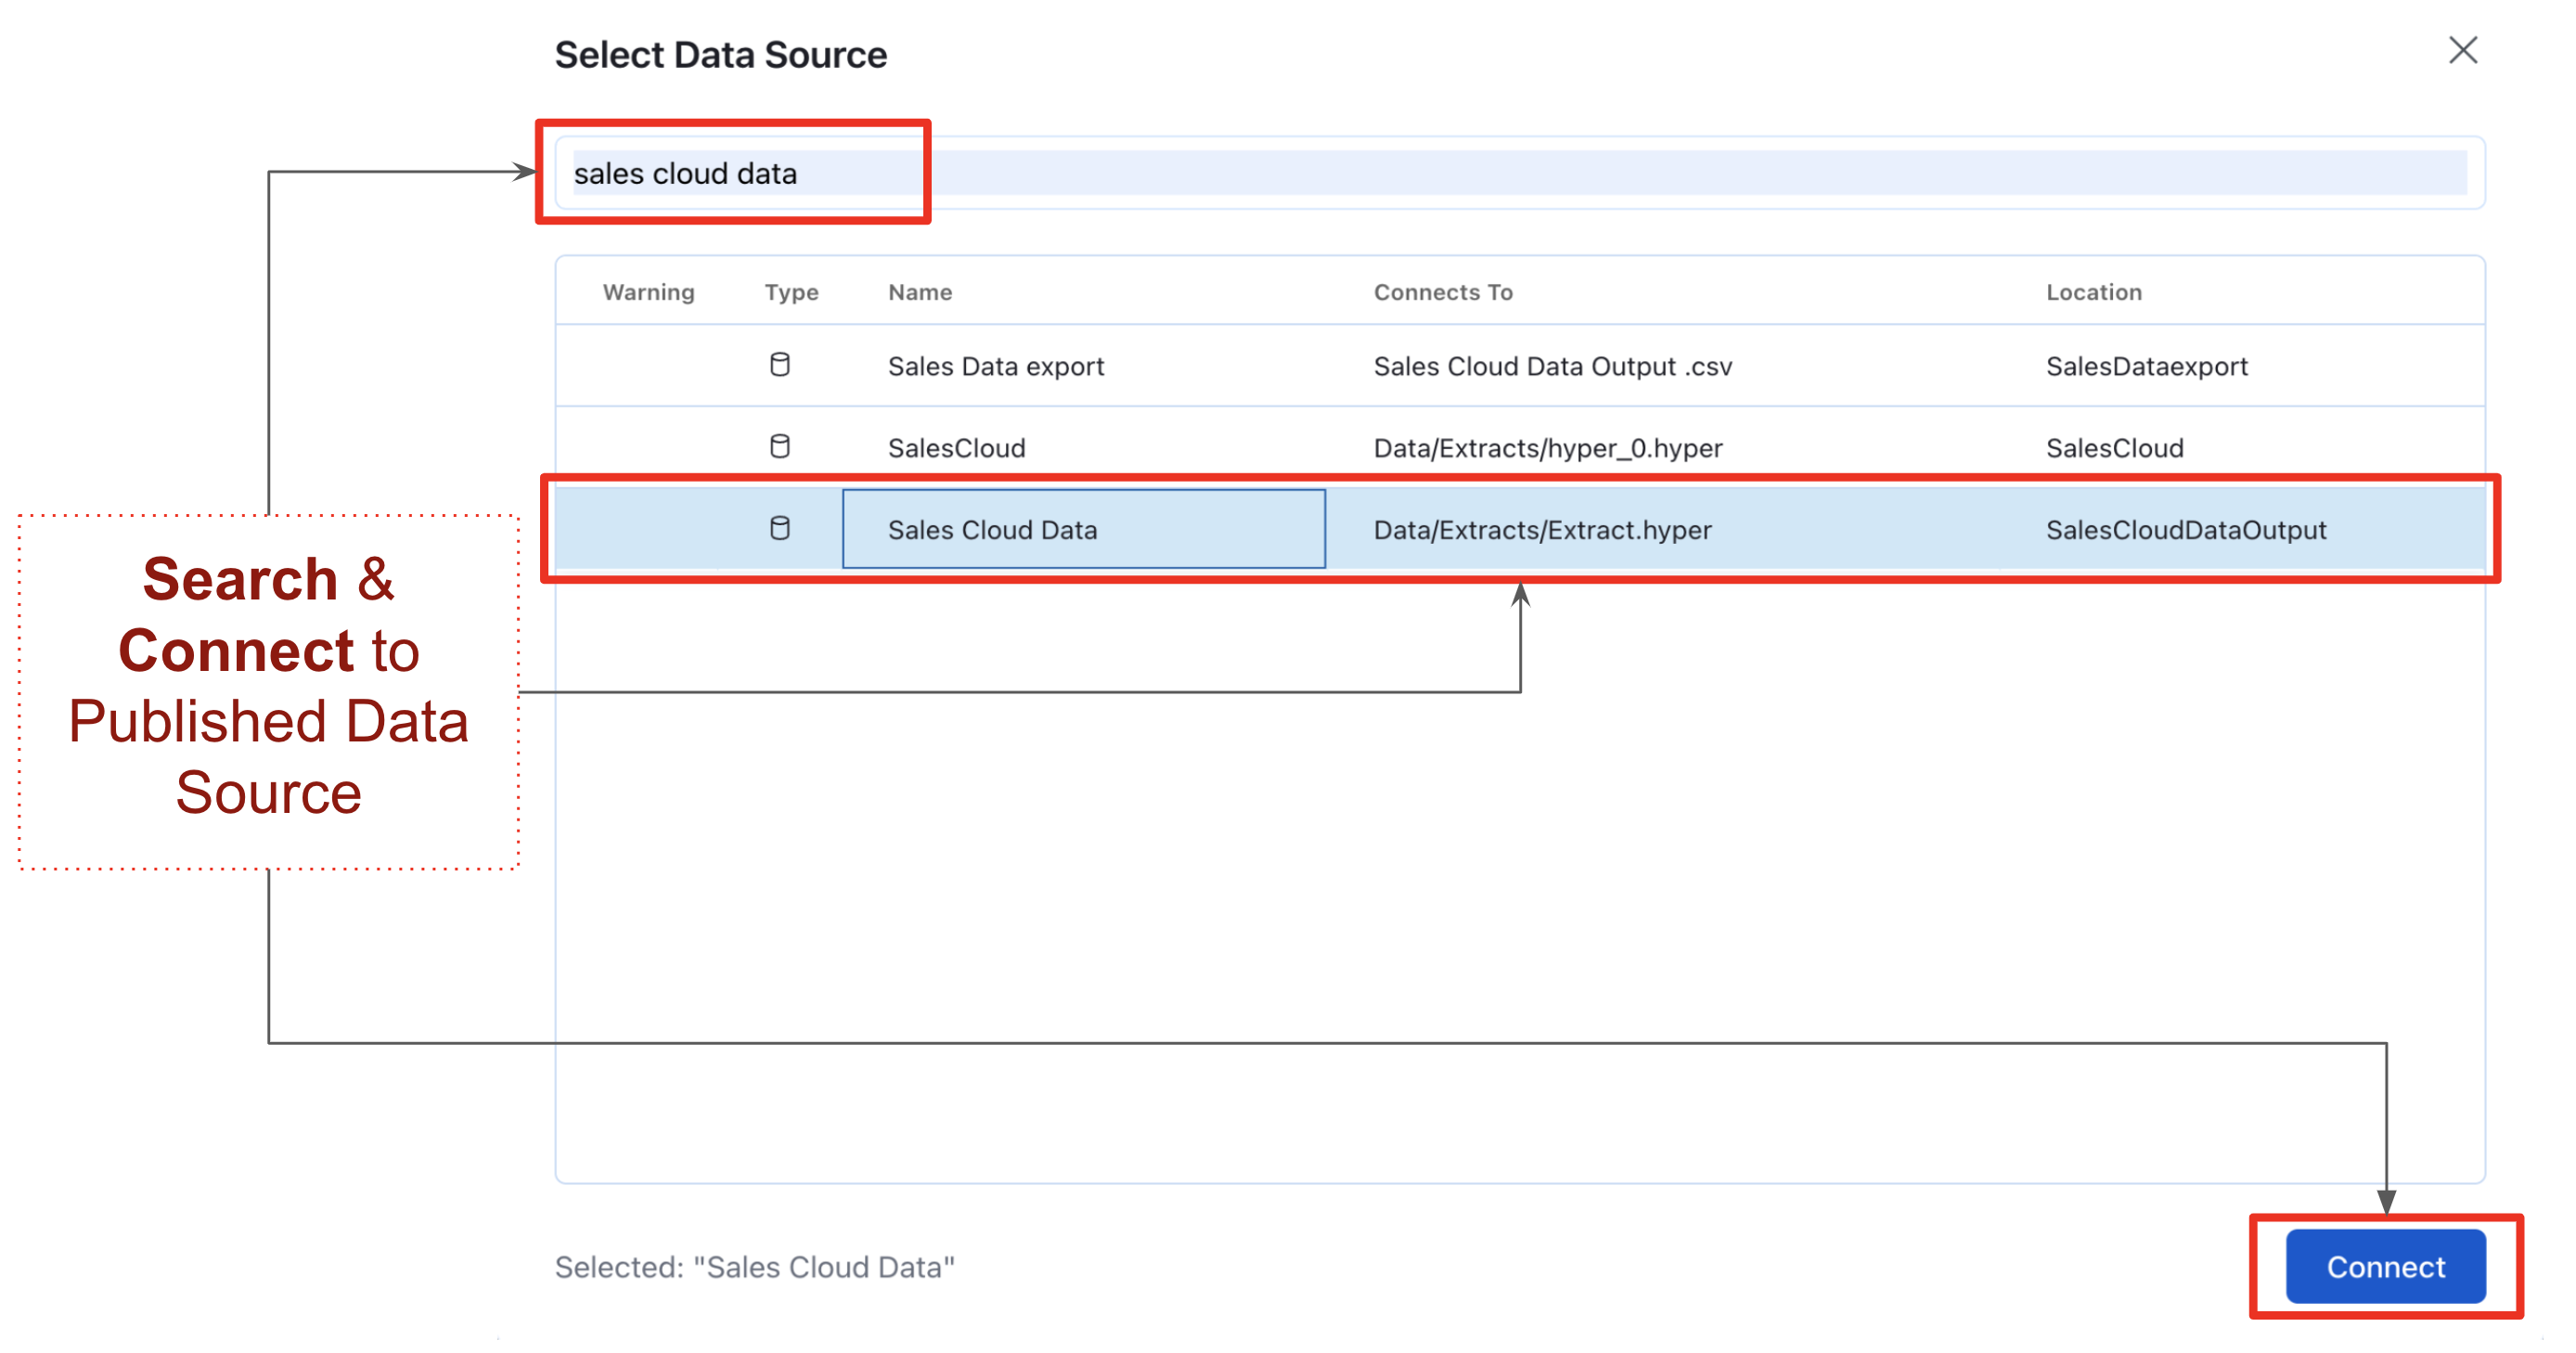 Select Data Source
sales cloud data
Warning Type Name Connects To Location
Sales Data export Sales Cloud Data Output .csv SalesDataexport
SalesCloud Data/Extracts/hyper_0.hyper SalesCloud
Sales Cloud Data Data/Extracts/Extract.hyper SalesCloudDataOutput
Search &
Connect to
Published Data
Source
Selected: "Sales Cloud Data"
Connect